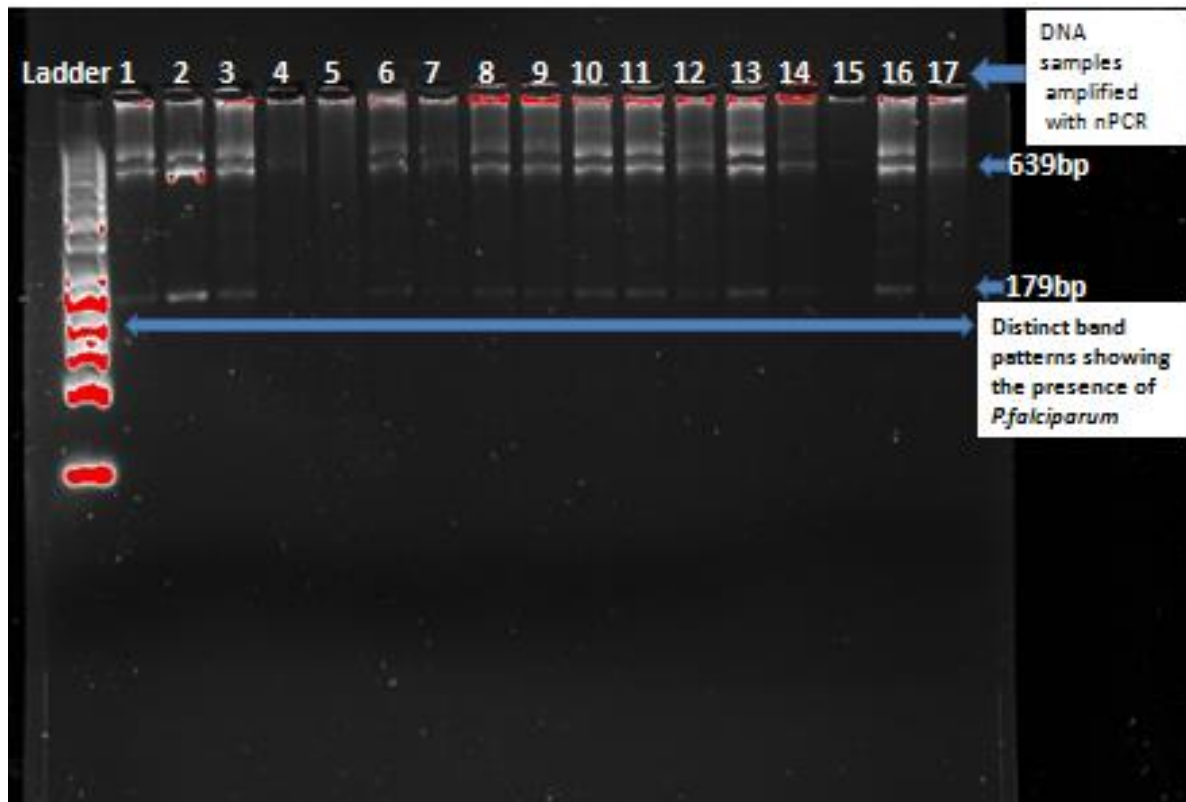 DNA
samples
amplified
with nPCR
Ladder 1 2 3 4 5 6 7 8 9 10 11 12 13 14 15 16 17
639bp
179bp
Distinct band
patterns showing
the presence of
P.falciparum